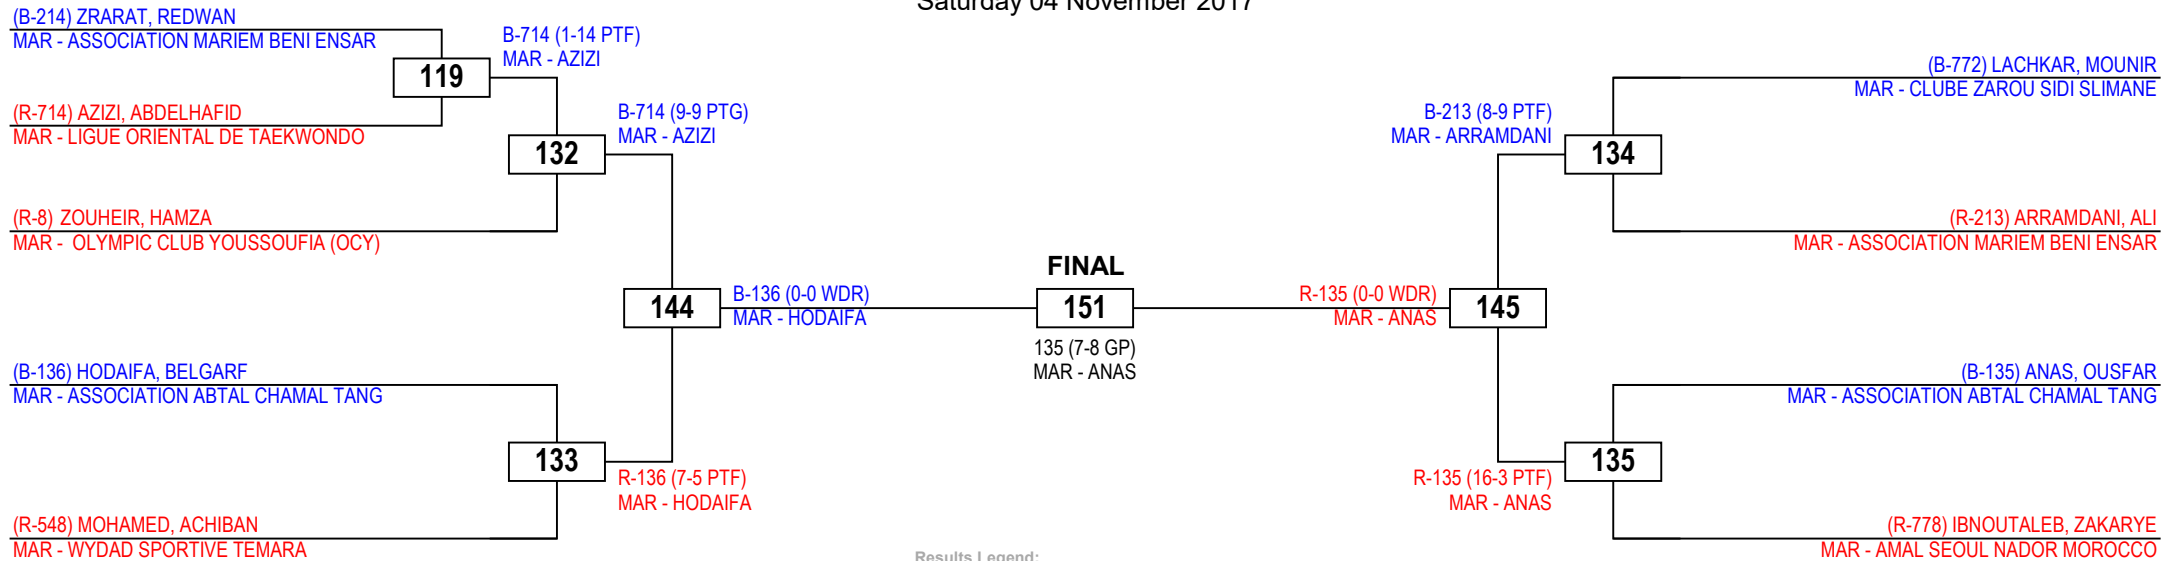 Saturday 04 November 2017
(B-214) ZRARAT, REDWAN
MAR - ASSOCIATION MARIEM BENI ENSAR
119
(R-714) AZIZI, ABDELHAFID
MAR - LIGUE ORIENTAL DE TAEKWONDO
B-714 (1-14 PTF)
MAR - AZIZI
132
(R-8) ZOUHEIR, HAMZA
MAR - OLYMPIC CLUB YOUSSOUFIA (OCY)
B-714 (9-9 PTG)
MAR - AZIZI
144
(B-136) HODAIFA, BELGARF
MAR - ASSOCIATION ABTAL CHAMAL TANG
133
(R-548) MOHAMED, ACHIBAN
MAR - WYDAD SPORTIVE TEMARA
R-136 (7-5 PTF)
MAR - HODAIFA
B-136 (0-0 WDR)
MAR - HODAIFA
FINAL
151
135 (7-8 GP)
MAR - ANAS
R-135 (0-0 WDR)
MAR - ANAS
145
B-213 (8-9 PTF)
MAR - ARRAMDANI
134
(B-772) LACHKAR, MOUNIR
MAR - CLUBE ZAROU SIDI SLIMANE
(R-213) ARRAMDANI, ALI
MAR - ASSOCIATION MARIEM BENI ENSAR
R-135 (16-3 PTF)
MAR - ANAS
135
(B-135) ANAS, OUSFAR
MAR - ASSOCIATION ABTAL CHAMAL TANG
(R-778) IBNOUTALEB, ZAKARYE
MAR - AMAL SEOUL NADOR MOROCCO
Results Legend: